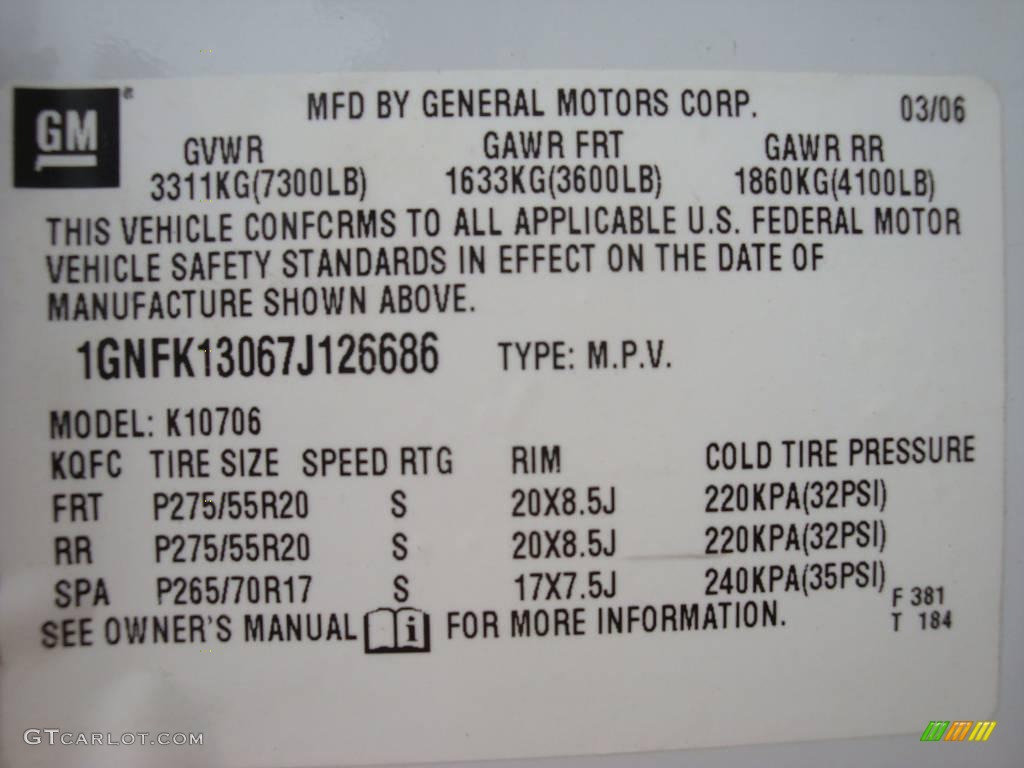 GM
MFD BY GENERAL MOTORS CORP. 03/06
GVWR GAWR FRT GAWR RR
3311KG(7300LB) 1633KG(3600LB) 1860KG(4100LB)
THIS VEHICLE CONFCRMS TO ALL APPLICABLE U.S. FEDERAL MOTOR
VEHICLE SAFETY STANDARDS IN EFFECT ON THE DATE OF
MANUFACTURE SHOWN ABOVE.
1GNFK13067J126686 TYPE: M.P.V.
MODEL: K10706
KQFC TIRE SIZE SPEED RTG RIM COLD TIRE PRESSURE
FRT P275/55R20 S 20X8.5J 220KPA(32PSI)
RR P275/55R20 S 20X8.5J 220KPA(32PSI)
SPA P265/70R17 S 17X7.5J 240KPA(35PSI)
F 381
SEE OWNER'S MANUAL i FOR MORE INFORMATION.
T 184
GTcarlot.com